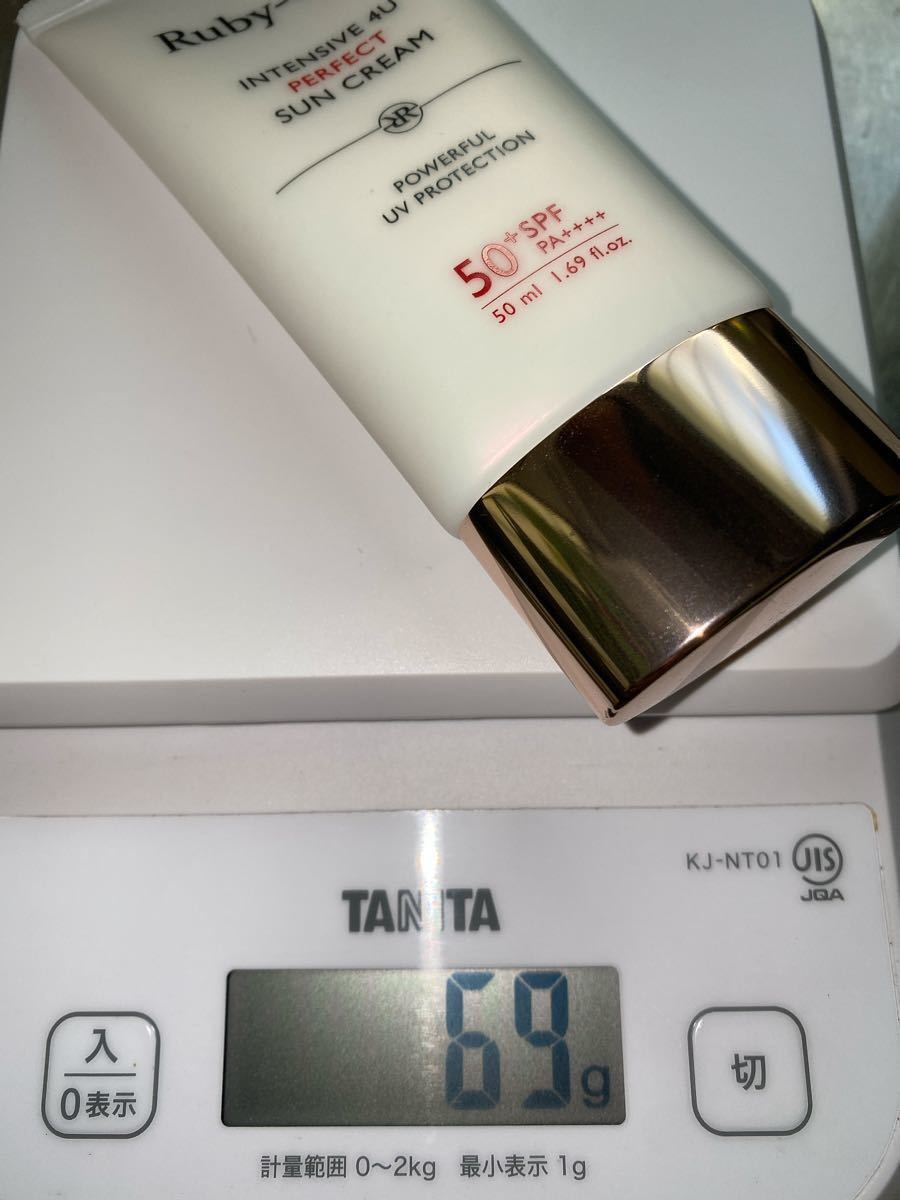 Ruby-
INTENSIVE 4U
PERFECT
SUN CREAM
RR
POWERFUL
UV PROTECTION
50+ SPF
PA++++
50 ml 1.69 fl.oz.
KJ-NT01 JIS
JQA
TANITA
69g
入
0表示
切
計量範囲 0〜2kg 最小表示 1g